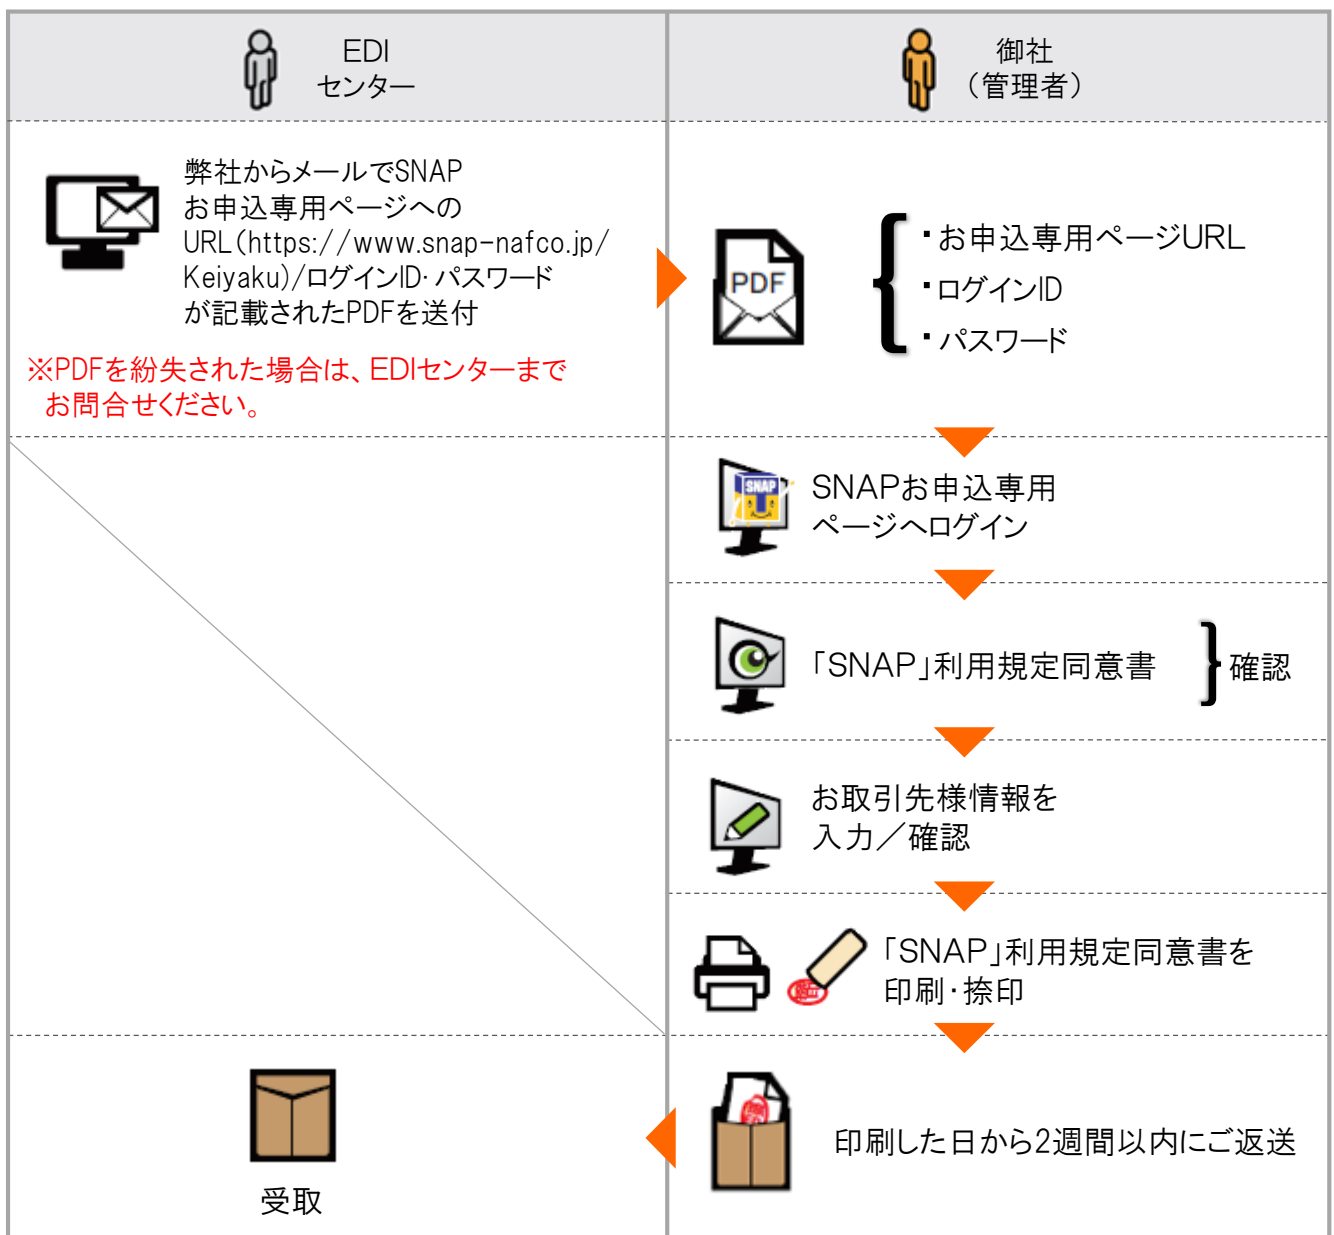 EDI
センター
御社
（管理者）
弊社からメールでSNAP
お申込専用ページへの
URL（https://www.snap-nafco.jp/
Keiyaku)/ログインID・パスワード
が記載されたPDFを送付
※PDFを紛失された場合は、EDIセンターまで
お問合せください。
PDF
・お申込専用ページURL
・ログインID
・パスワード
SNAP
SNAPお申込専用
ページへログイン
「SNAP」利用規定同意書
確認
お取引先様情報を
入力／確認
「SNAP」利用規定同意書を
印刷・捺印
印刷した日から2週間以内にご返送
受取